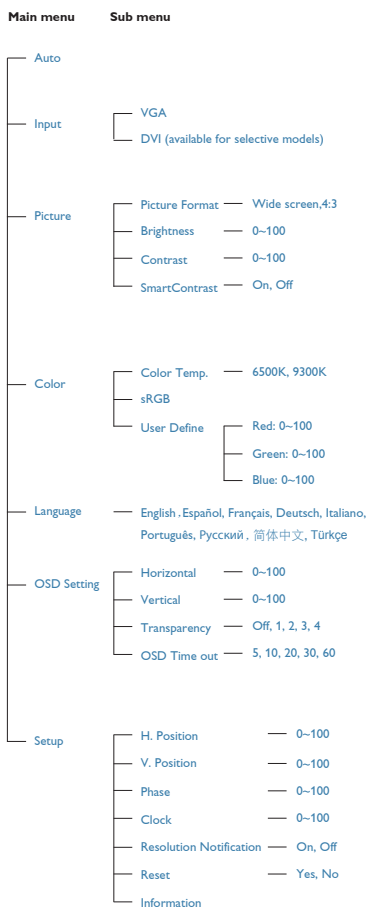 Main menu Sub menu
Auto
Input
VGA
DVI (available for selective models)
Picture
Picture Format Wide screen,4:3
Brightness 0~100
Contrast 0~100
SmartContrast On, Off
Color
Color Temp. 6500K, 9300K
sRGB
User Define Red: 0~100
Green: 0~100
Blue: 0~100
Language English , Español, Français, Deutsch, Italiano,
Português, Русский , 简体中文, Türkçe
OSD Setting
Horizontal 0~100
Vertical 0~100
Transparency Off, 1, 2, 3, 4
OSD Time out 5, 10, 20, 30, 60
Setup
H. Position 0~100
V. Position 0~100
Phase 0~100
Clock 0~100
Resolution Notification On, Off
Reset Yes, No
Information